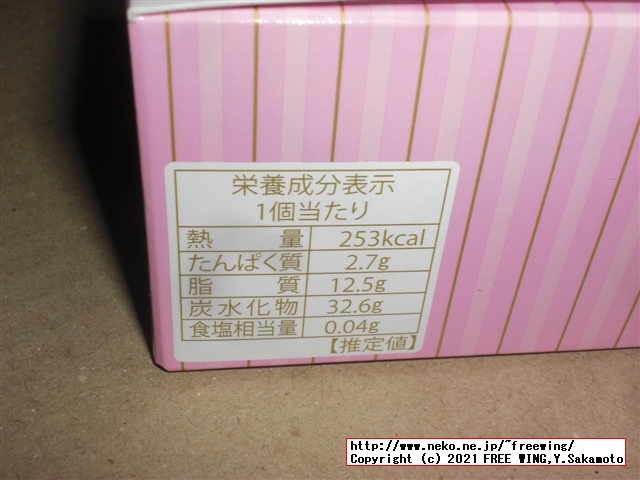 栄養成分表示
1個当たり
熱 量 253kcal
たんぱく質 2.7g
脂 質 12.5g
炭水化物 32.6g
食塩相当量 0.04g
【推定値】
http://www.neko.ne.jp/~freewing/
Copyright (c) 2021 FREE WING,Y.Sakamoto